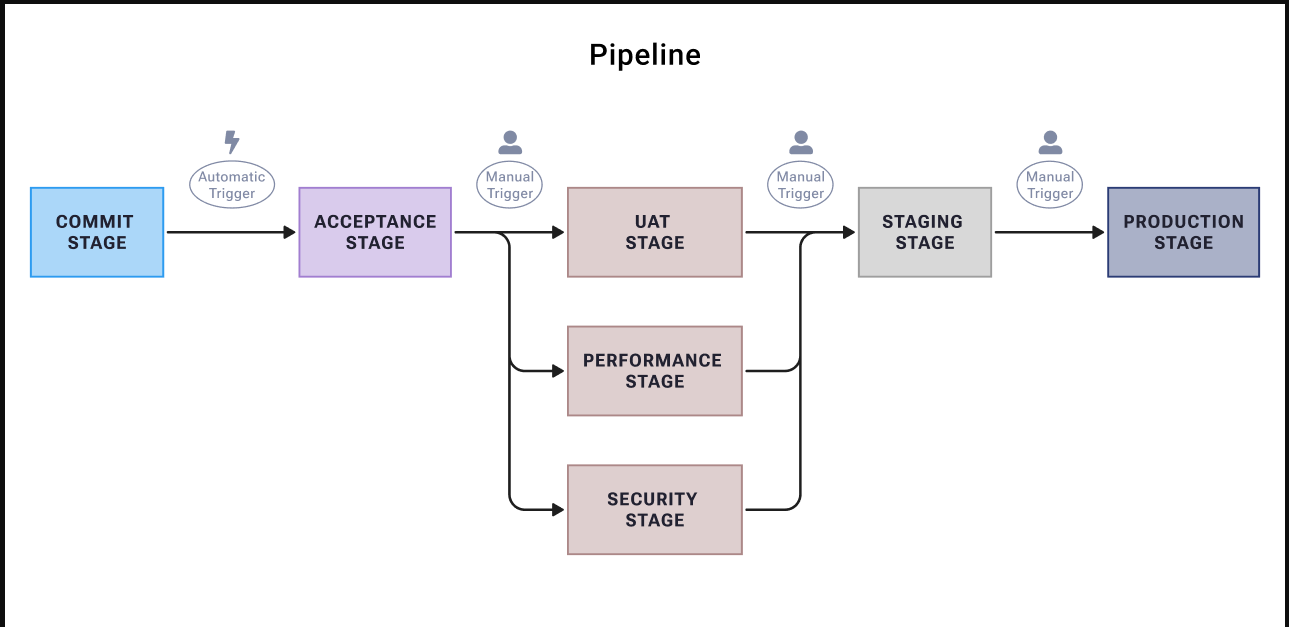 Pipeline
Automatic
Trigger
Manual
Trigger
Manual
Trigger
Manual
Trigger
COMMIT
STAGE
ACCEPTANCE
STAGE
UAT
STAGE
STAGING
STAGE
PRODUCTION
STAGE
PERFORMANCE
STAGE
SECURITY
STAGE